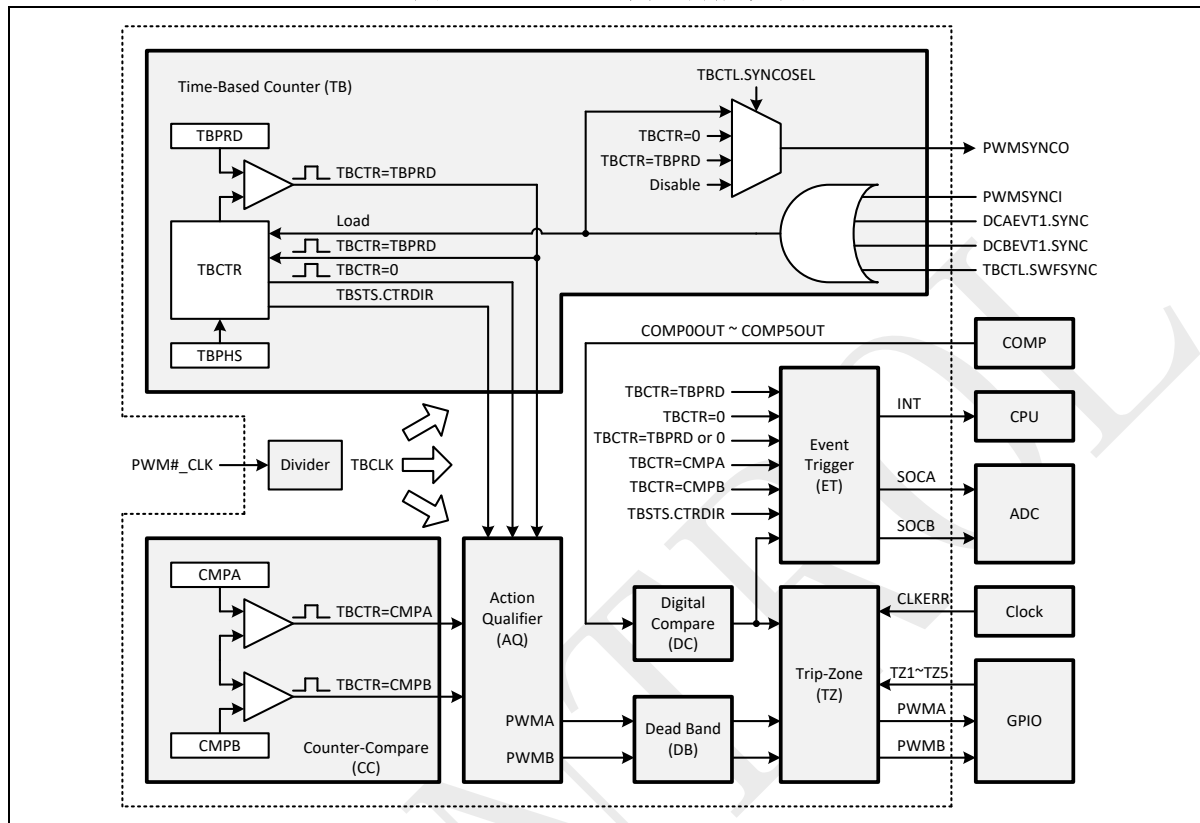 TBCTL.SYNCOSEL
Time-Based Counter (TB)
TBPRD
TBCTR=0
TBCTR=TBPRD
Disable
PWMSYNCO
TBCTR=TBPRD
PWMSYNCI
Load
DCAEVT1.SYNC
TBCTR=TBPRD
DCBEVT1.SYNC
TBCTR
TBCTR=0
TBCTL.SWFSYNC
TBSTS.CTRDIR
TBPHS
COMP0OUT ~ COMP5OUT
COMP
TBCTR=TBPRD
TBCTR=0
TBCTR=TBPRD or 0
TBCTR=CMPA
TBCTR=CMPB
TBSTS.CTRDIR
Event
Trigger
(ET)
INT
CPU
SOCA
SOCB
ADC
PWM#_CLK
Divider
TBCLK
CMPA
TBCTR=CMPA
TBCTR=CMPB
CMPB
Counter-Compare
(CC)
Action
Qualifier
(AQ)
PWMA
PWMB
Digital
Compare
(DC)
Dead Band
(DB)
Trip-Zone
(TZ)
CLKERR
Clock
TZ1~TZ5
PWMA
PWMB
GPIO